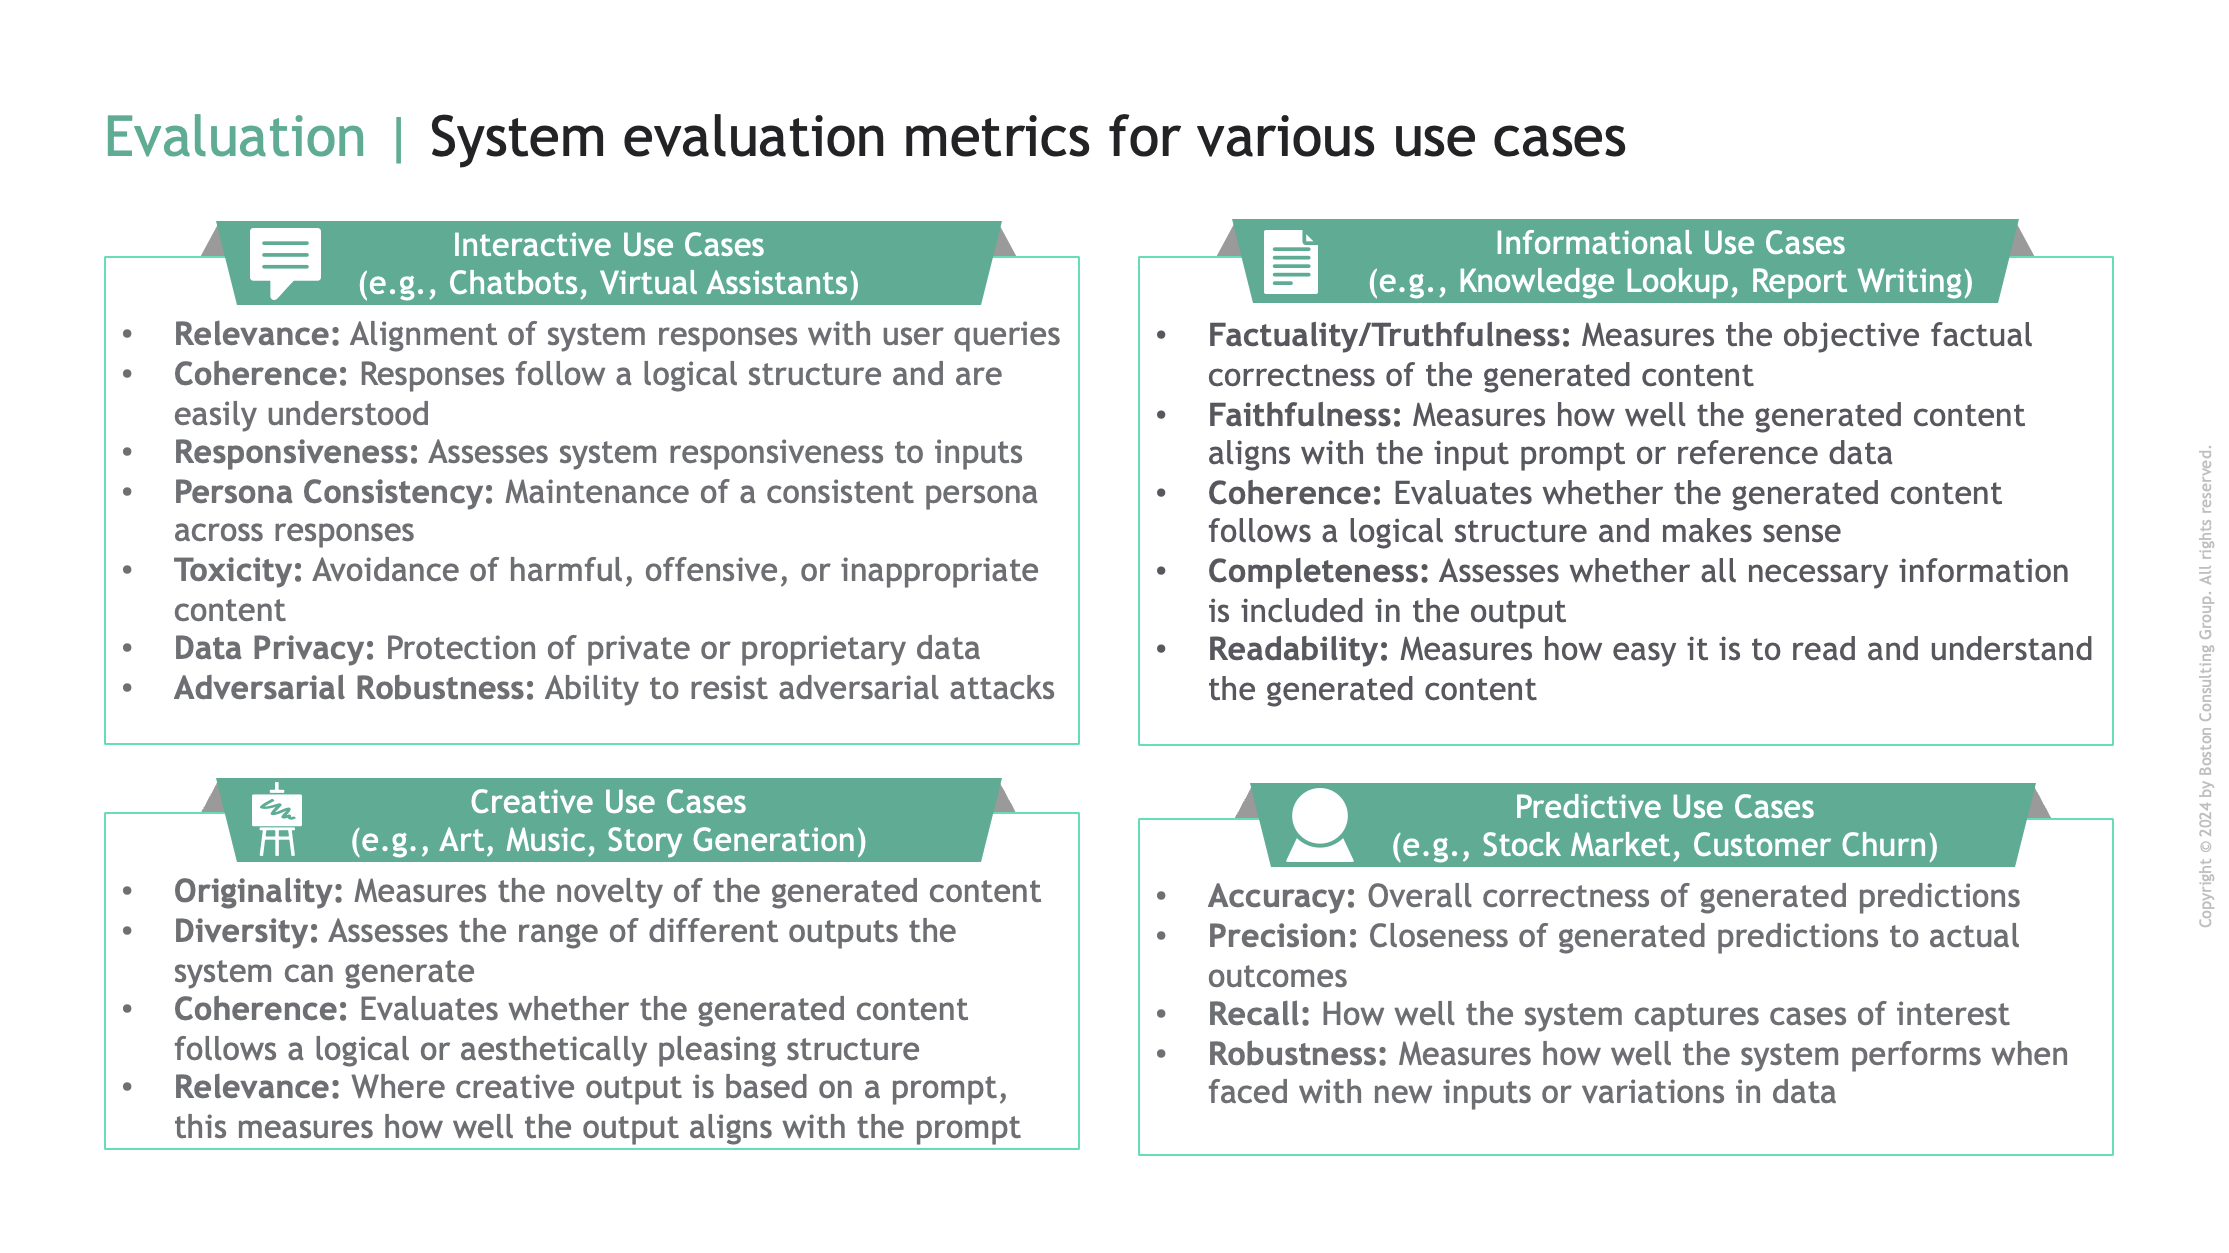 Evaluation | System evaluation metrics for various use cases
Interactive Use Cases
(e.g., Chatbots, Virtual Assistants)
• Relevance: Alignment of system responses with user queries
• Coherence: Responses follow a logical structure and are
easily understood
• Responsiveness: Assesses system responsiveness to inputs
• Persona Consistency: Maintenance of a consistent persona
across responses
• Toxicity: Avoidance of harmful, offensive, or inappropriate
content
• Data Privacy: Protection of private or proprietary data
• Adversarial Robustness: Ability to resist adversarial attacks
Informational Use Cases
(e.g., Knowledge Lookup, Report Writing)
• Factuality/Truthfulness: Measures the objective factual
correctness of the generated content
• Faithfulness: Measures how well the generated content
aligns with the input prompt or reference data
• Coherence: Evaluates whether the generated content
follows a logical structure and makes sense
• Completeness: Assesses whether all necessary information
is included in the output
• Readability: Measures how easy it is to read and understand
the generated content
Creative Use Cases
(e.g., Art, Music, Story Generation)
• Originality: Measures the novelty of the generated content
• Diversity: Assesses the range of different outputs the
system can generate
• Coherence: Evaluates whether the generated content
follows a logical or aesthetically pleasing structure
• Relevance: Where creative output is based on a prompt,
this measures how well the output aligns with the prompt
Predictive Use Cases
(e.g., Stock Market, Customer Churn)
• Accuracy: Overall correctness of generated predictions
• Precision: Closeness of generated predictions to actual
outcomes
• Recall: How well the system captures cases of interest
• Robustness: Measures how well the system performs when
faced with new inputs or variations in data
Copyright © 2024 by Boston Consulting Group. All rights reserved.